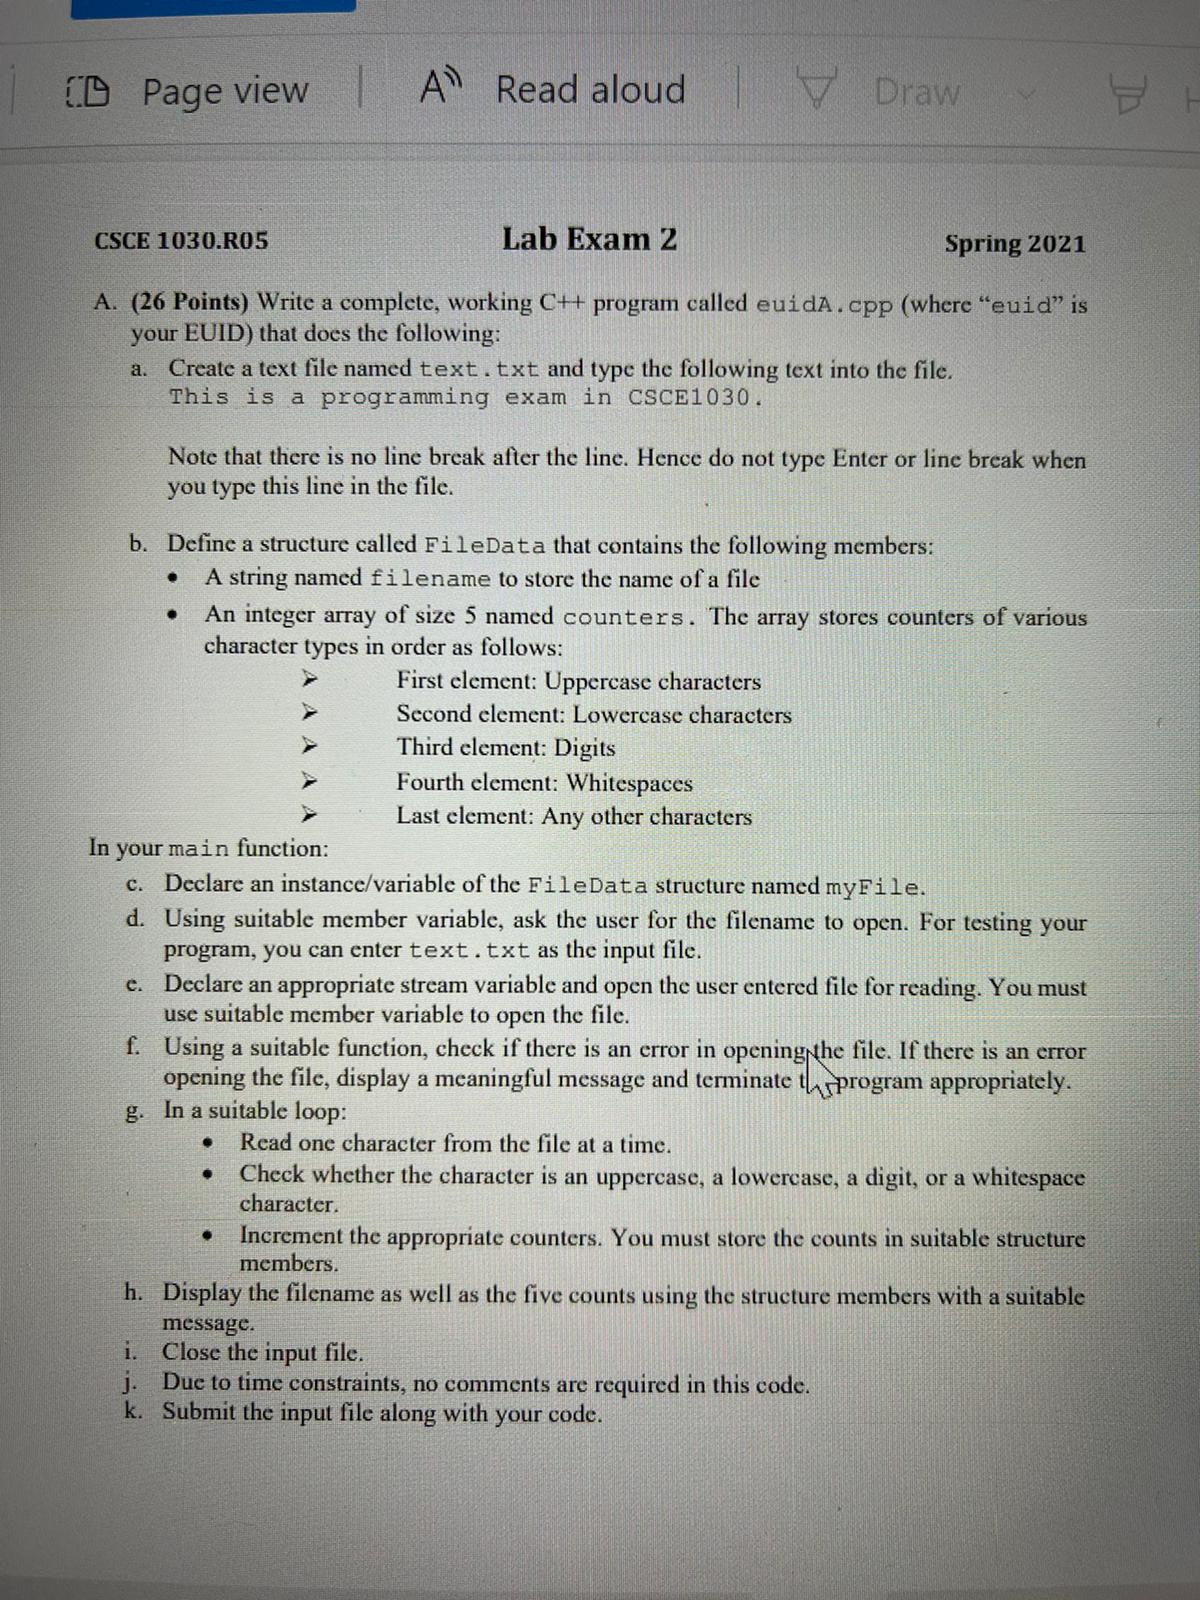 Page view | A Read aloud | Draw
CSCE 1030.R05 Lab Exam 2 Spring 2021
A. (26 Points) Write a complete, working C++ program called euidA.cpp (where “euid” is
your EUID) that does the following:
a. Create a text file named text.txt and type the following text into the file.
This is a programming exam in CSCE1030.
Note that there is no line break after the line. Hence do not type Enter or line break when
you type this line in the file.
b. Define a structure called FileData that contains the following members:
• A string named filename to store the name of a file
• An integer array of size 5 named counters. The array stores counters of various
character types in order as follows:
➢ First element: Uppercase characters
➢ Second element: Lowercase characters
➢ Third element: Digits
➢ Fourth element: Whitespaces
➢ Last element: Any other characters
In your main function:
c. Declare an instance/variable of the FileData structure named myFile.
d. Using suitable member variable, ask the user for the filename to open. For testing your
program, you can enter text.txt as the input file.
e. Declare an appropriate stream variable and open the user entered file for reading. You must
use suitable member variable to open the file.
f. Using a suitable function, check if there is an error in opening the file. If there is an error
opening the file, display a meaningful message and terminate program appropriately.
g. In a suitable loop:
• Read one character from the file at a time.
• Check whether the character is an uppercase, a lowercase, a digit, or a whitespace
character.
• Increment the appropriate counters. You must store the counts in suitable structure
members.
h. Display the filename as well as the five counts using the structure members with a suitable
message.
i. Close the input file.
j. Due to time constraints, no comments are required in this code.
k. Submit the input file along with your code.